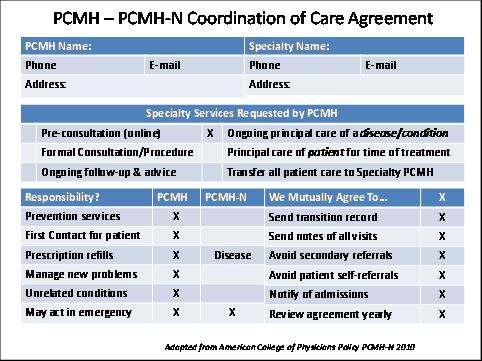 PCMH – PCMH-N Coordination of Care Agreement
PCMH Name: Specialty Name:
Phone E-mail Phone E-mail
Address: Address:
Specialty Services Requested by PCMH
Pre-consultation (online) X Ongoing principal care of a disease/condition
Formal Consultation/Procedure Principal care of patient for time of treatment
Ongoing follow-up & advice Transfer all patient care to Specialty PCMH
Responsibility? PCMH PCMH-N We Mutually Agree To... X
Prevention services X Send transition record X
First Contact for patient X Send notes of all visits X
Prescription refills X Disease Avoid secondary referrals X
Manage new problems X Avoid patient self-referrals X
Unrelated conditions X Notify of admissions X
May act in emergency X X Review agreement yearly X
Adapted from American College of Physicians Policy PCMH-N 2010